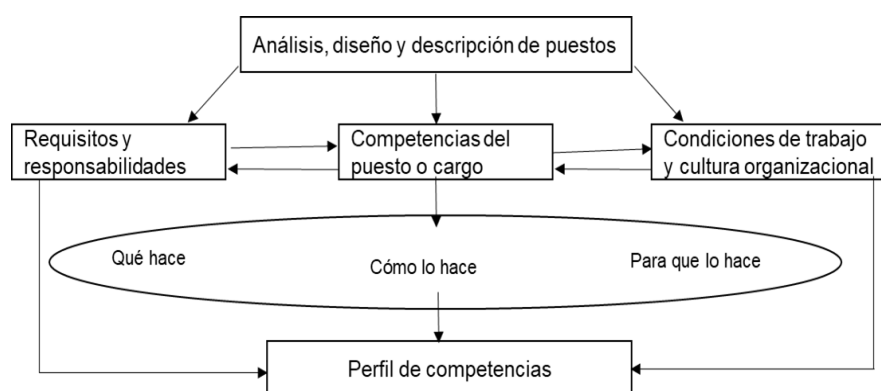 Análisis, diseño y descripción de puestos
Requisitos y
responsabilidades
Competencias del
puesto o cargo
Condiciones de trabajo
y cultura organizacional
Qué hace
Cómo lo hace
Para que lo hace
Perfil de competencias